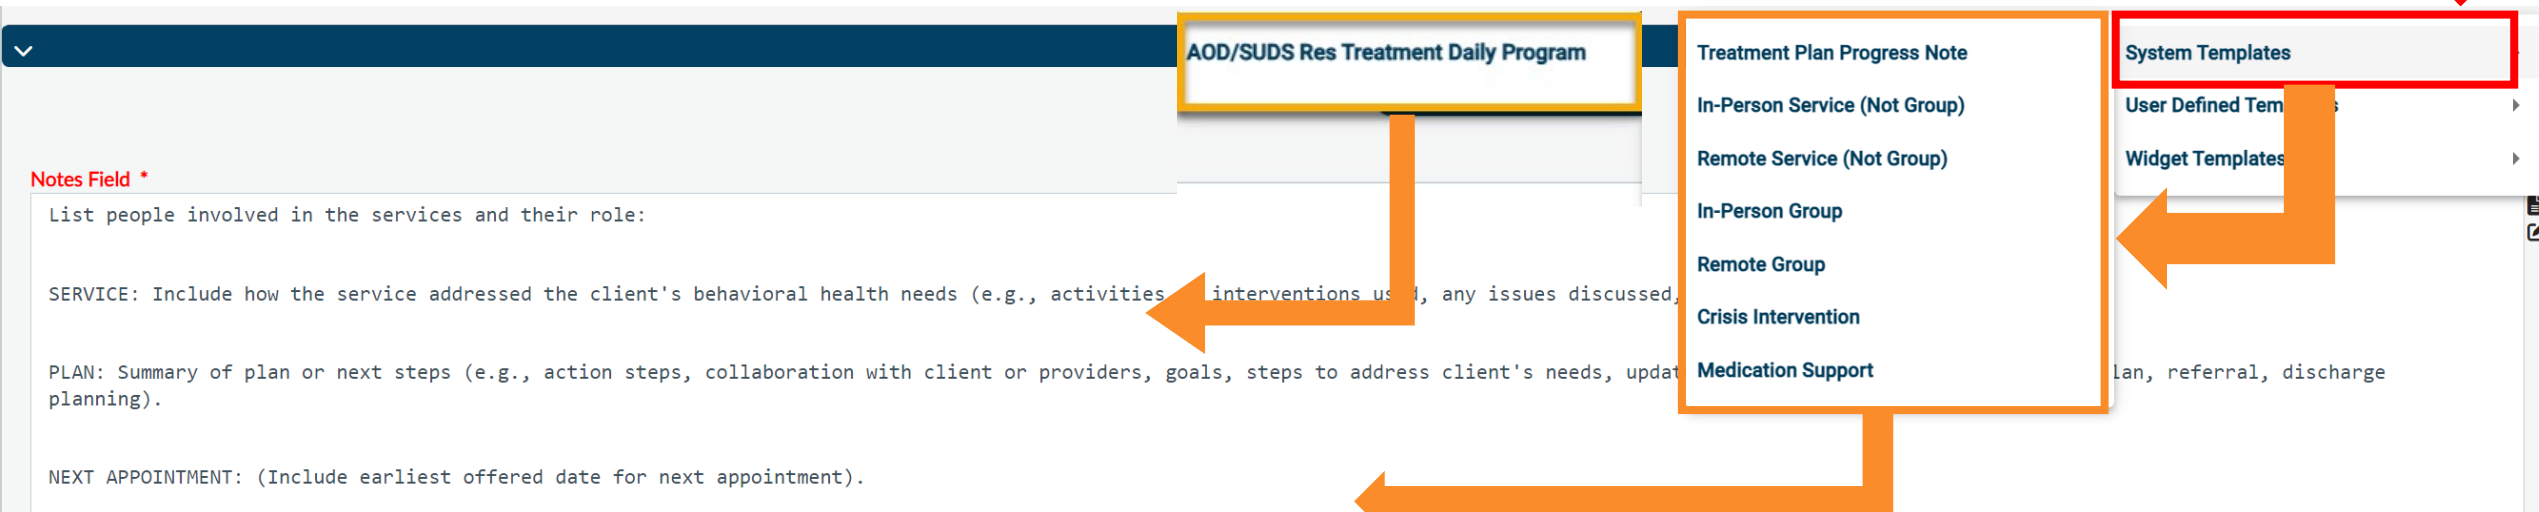 AOD/SUDS Res Treatment Daily Program
Treatment Plan Progress Note
In-Person Service (Not Group)
Remote Service (Not Group)
In-Person Group
Remote Group
Crisis Intervention
Medication Support
System Templates
User Defined Tem s
Widget Templates
Notes Field *
List people involved in the services and their role:
SERVICE: Include how the service addressed the client's behavioral health needs (e.g., activities interventions us , any issues discussed,
PLAN: Summary of plan or next steps (e.g., action steps, collaboration with client or providers, goals, steps to address client's needs, updat lan, referral, discharge
planning).
NEXT APPOINTMENT: (Include earliest offered date for next appointment).